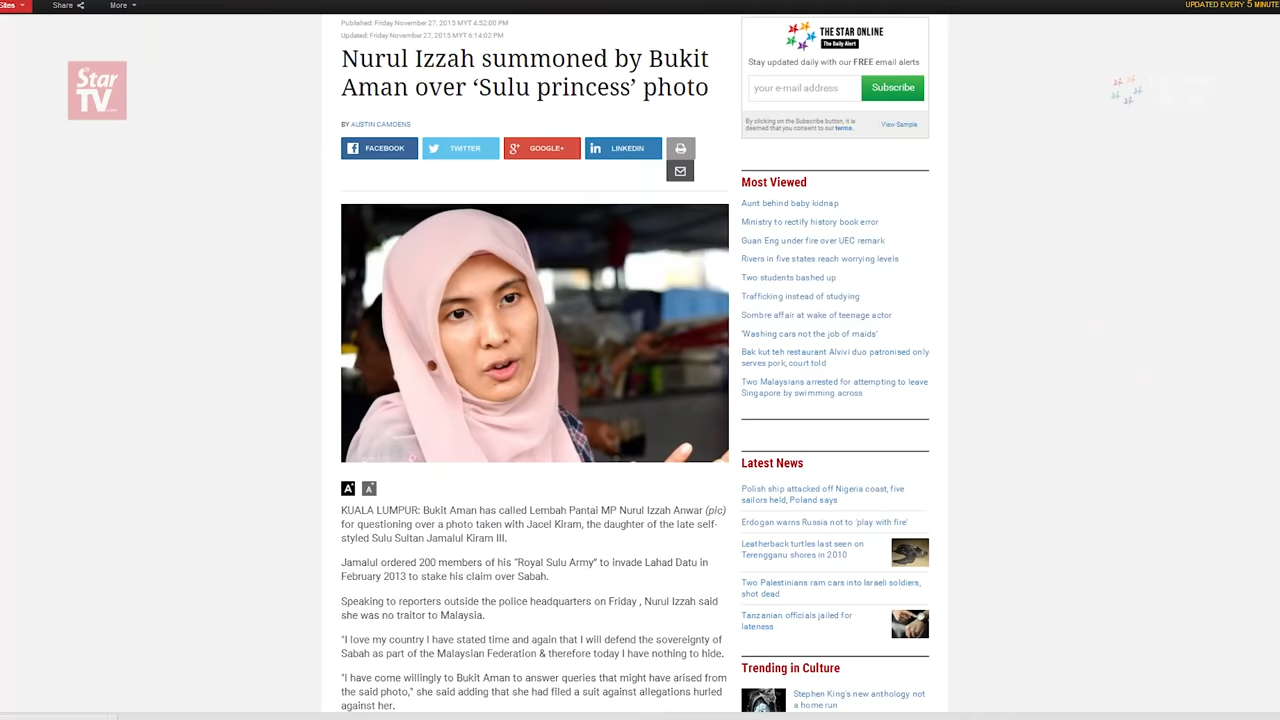 Sites
Share
More
UPDATED EVERY 5 MINUTE
Star
TV
Published: Friday November 27, 2015 MYT 4:52:00 PM
Updated: Friday November 27, 2015 MYT 6:14:02 PM
Nurul Izzah summoned by Bukit
Aman over ‘Sulu princess’ photo
BY AUSTIN CAMOENS
FACEBOOK
TWITTER
GOOGLE+
LINKEDIN
KUALA LUMPUR: Bukit Aman has called Lembah Pantai MP Nurul Izzah Anwar (pic)
for questioning over a photo taken with Jacel Kiram, the daughter of the late self-
styled Sulu Sultan Jamalul Kiram III.
Jamalul ordered 200 members of his "Royal Sulu Army" to invade Lahad Datu in
February 2013 to stake his claim over Sabah.
Speaking to reporters outside the police headquarters on Friday , Nurul Izzah said
she was no traitor to Malaysia.
"I love my country I have stated time and again that I will defend the sovereignty of
Sabah as part of the Malaysian Federation & therefore today I have nothing to hide.
"I have come willingly to Bukit Aman to answer queries that might have arisen from
the said photo," she said adding that she had filed a suit against allegations hurled
against her.
THE STAR ONLINE
The Daily Alert
Stay updated daily with our FREE email alerts
your e-mail address
Subscribe
By clicking on the Subscribe button, it is
deemed that you consent to our terms.
View Sample
Most Viewed
Aunt behind baby kidnap
Ministry to rectify history book error
Guan Eng under fire over UEC remark
Rivers in five states reach worrying levels
Two students bashed up
Trafficking instead of studying
Sombre affair at wake of teenage actor
'Washing cars not the job of maids'
Bak kut teh restaurant Alvivi duo patronised only
serves pork, court told
Two Malaysians arrested for attempting to leave
Singapore by swimming across
Latest News
Polish ship attacked off Nigeria coast, five
sailors held, Poland says
Erdogan warns Russia not to 'play with fire'
Leatherback turtles last seen on
Terengganu shores in 2010
Two Palestinians ram cars into Israeli soldiers,
shot dead
Tanzanian officials jailed for
lateness
Trending in Culture
Stephen King's new anthology not
a home run